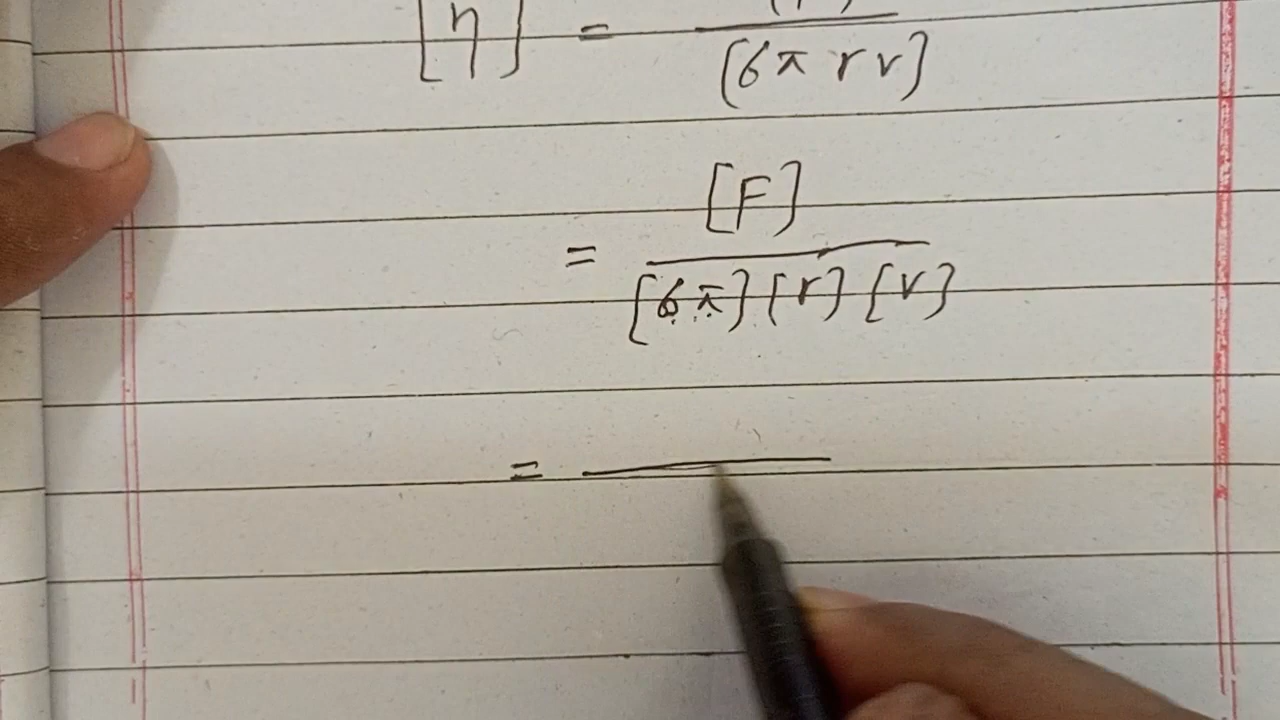 [η] = [F] / [6π r v]
= [F] / [6π] [r] [v]
=